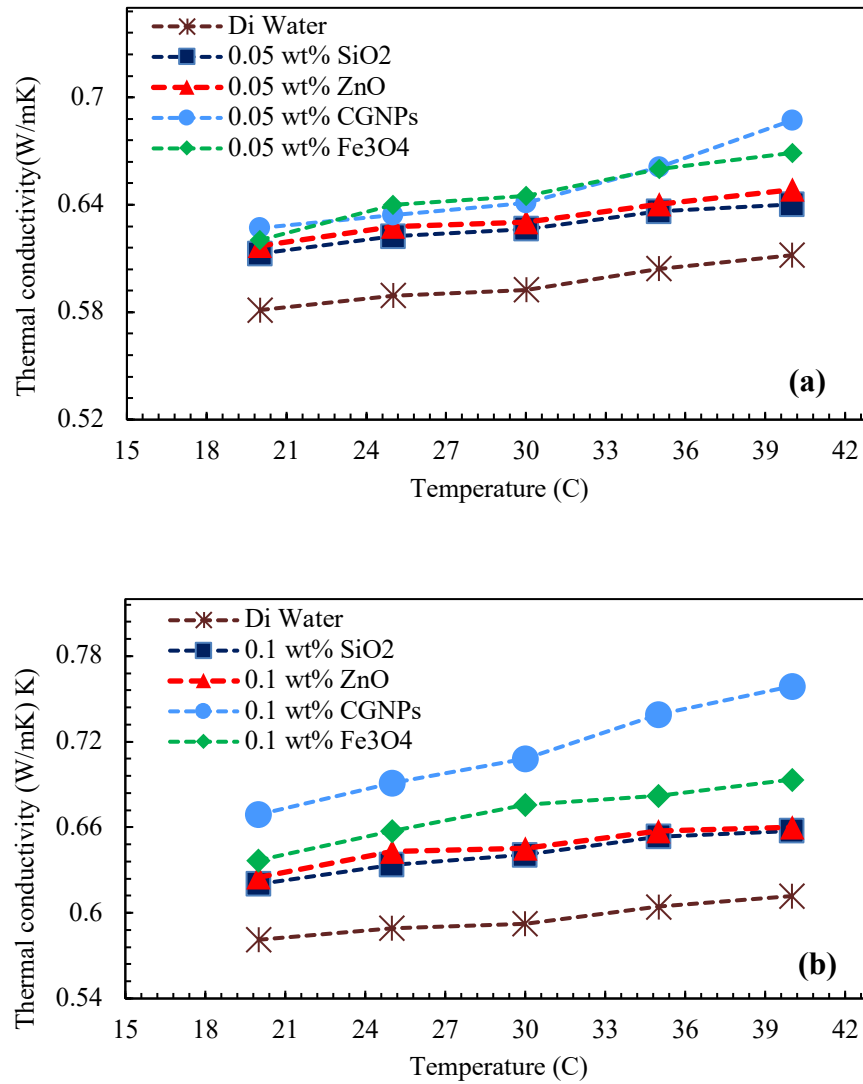 Di Water
0.05 wt% SiO2
0.05 wt% ZnO
0.05 wt% CGNPs
0.05 wt% Fe3O4
0.7
0.64
0.58
0.52
Thermal conductivity(W/mK)
(a)
15 18 21 24 27 30 33 36 39 42
Temperature (C)
Di Water
0.1 wt% SiO2
0.1 wt% ZnO
0.1 wt% CGNPs
0.1 wt% Fe3O4
0.78
0.72
0.66
0.6
0.54
Thermal conductivity (W/mK) K)
(b)
15 18 21 24 27 30 33 36 39 42
Temperature (C)